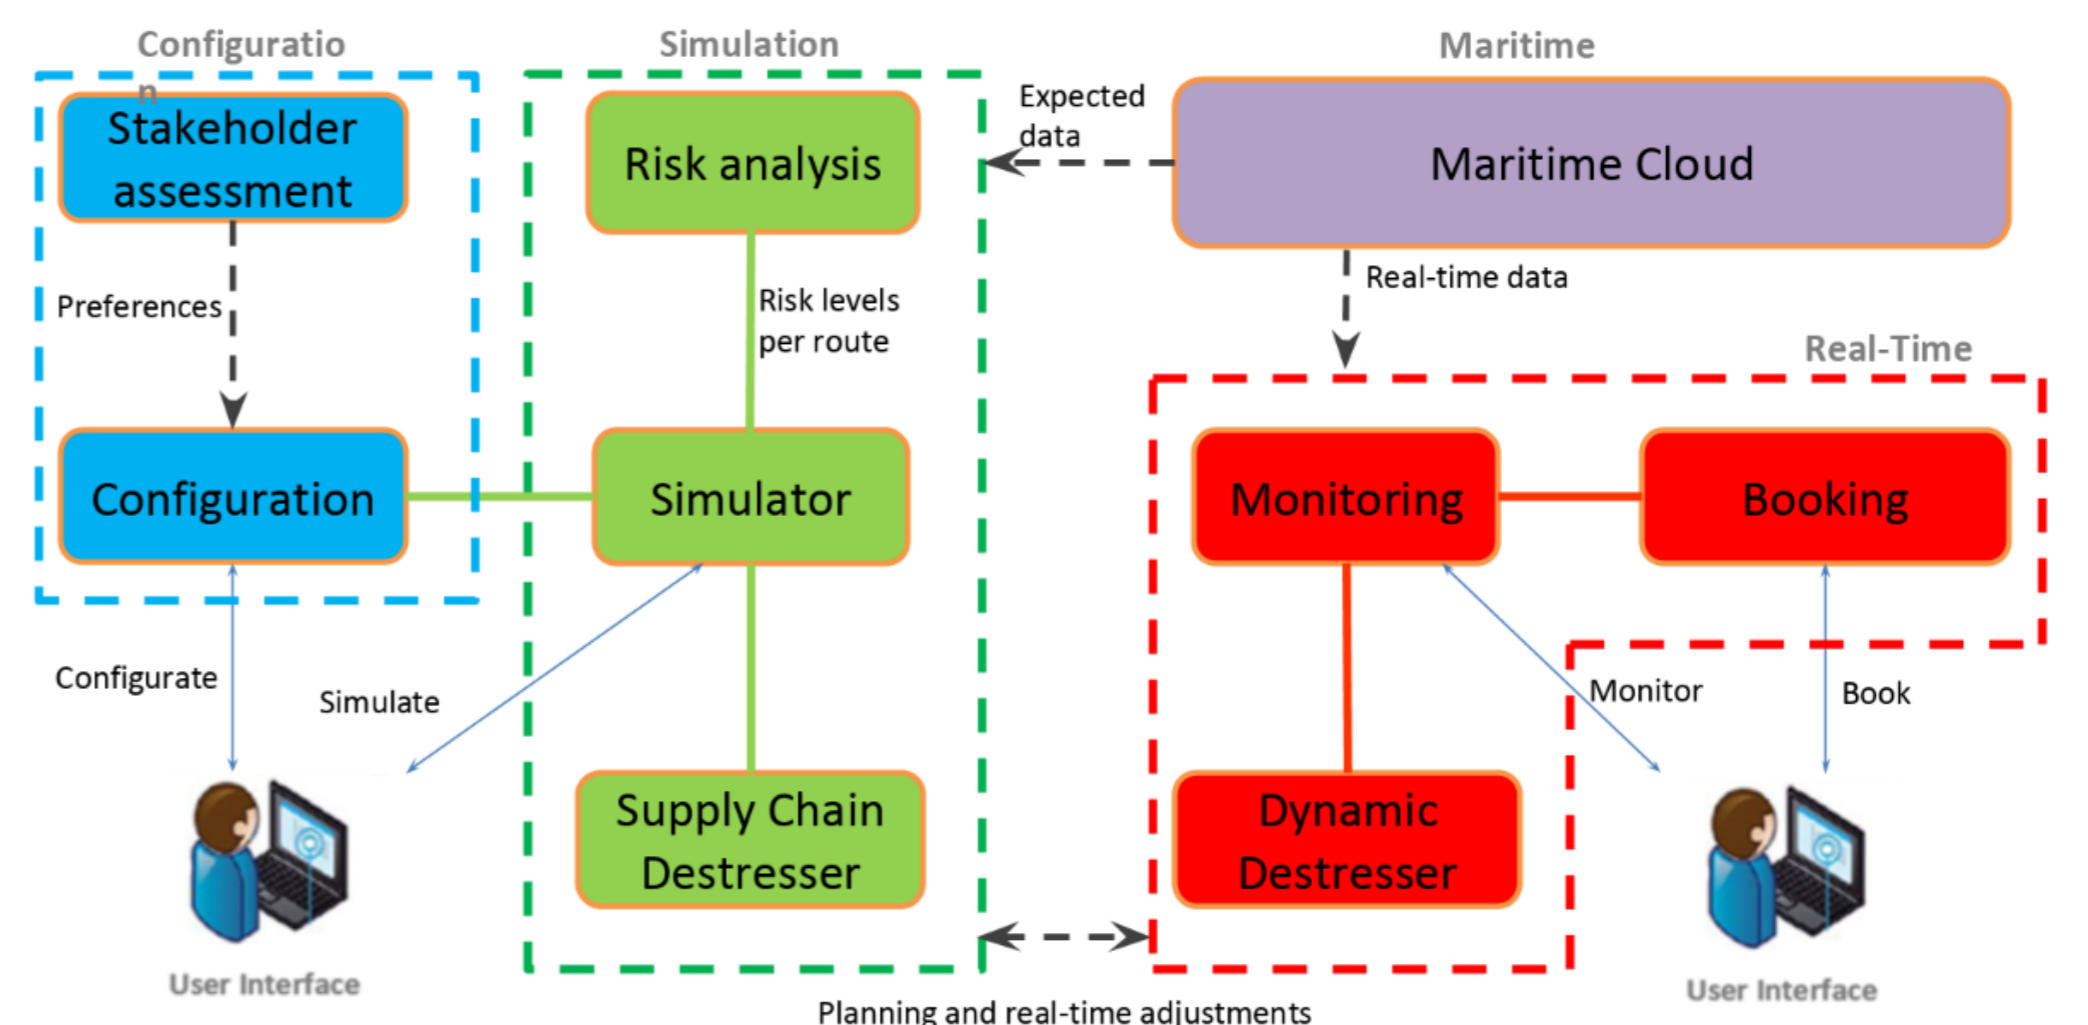 Configuratio
n
Simulation
Maritime
Stakeholder
assessment
Risk analysis
Expected
data
Maritime Cloud
Preferences
Risk levels
per route
Real-time data
Real-Time
Configuration
Simulator
Monitoring
Booking
Configurate
Simulate
Monitor
Book
Supply Chain
Destresser
Dynamic
Destresser
User Interface
User Interface
Planning and real-time adjustments